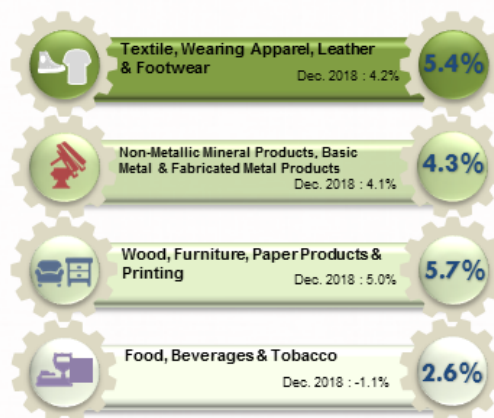 Textile, Wearing Apparel, Leather
& Footwear
Dec. 2018 : 4.2%
5.4%
Non-Metallic Mineral Products, Basic
Metal & Fabricated Metal Products
Dec. 2018 : 4.1%
4.3%
Wood, Furniture, Paper Products &
Printing
Dec. 2018 : 5.0%
5.7%
Food, Beverages & Tobacco
Dec. 2018 : -1.1%
2.6%